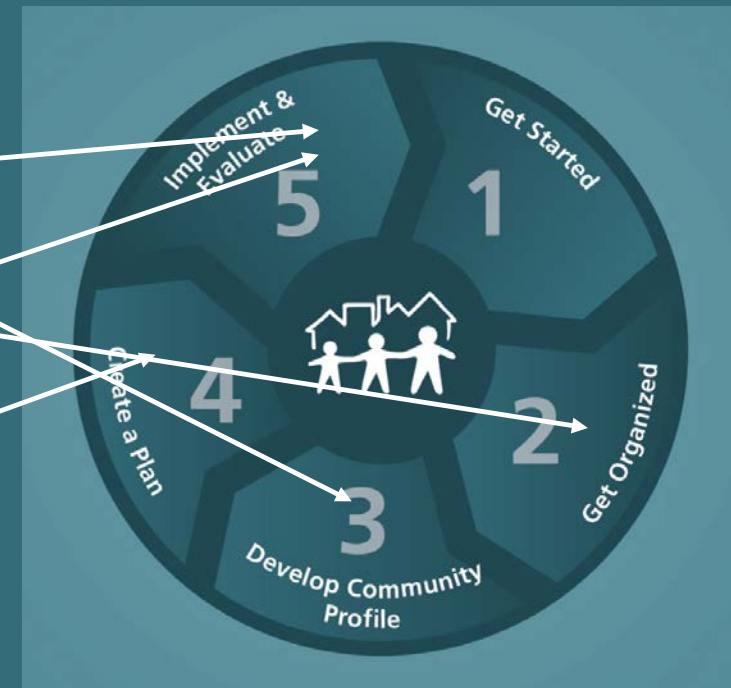 1
Get Started
2
Get Organized
3
Develop Community
Profile
4
Create a Plan
5
Implement &
Evaluate